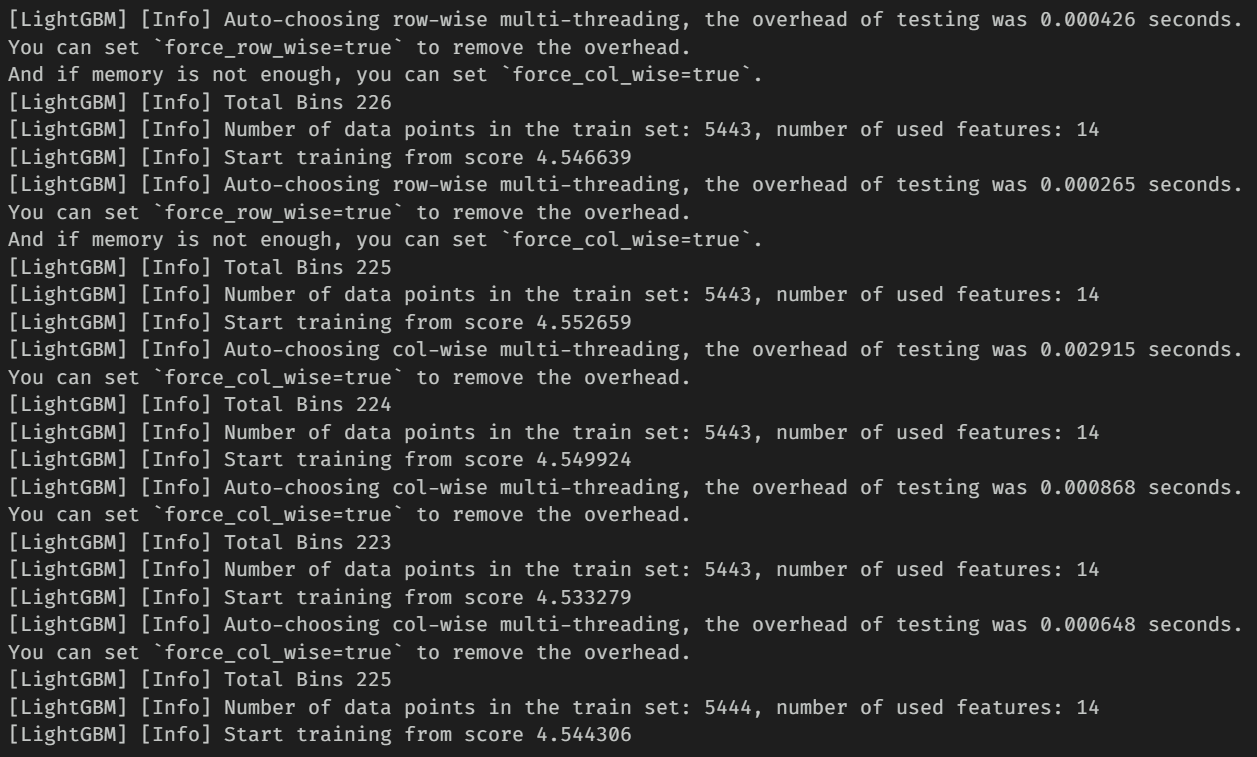 [LightGBM] [Info] Auto-choosing row-wise multi-threading, the overhead of testing was 0.000426 seconds.
You can set `force_row_wise=true` to remove the overhead.
And if memory is not enough, you can set `force_col_wise=true`.
[LightGBM] [Info] Total Bins 226
[LightGBM] [Info] Number of data points in the train set: 5443, number of used features: 14
[LightGBM] [Info] Start training from score 4.546639
[LightGBM] [Info] Auto-choosing row-wise multi-threading, the overhead of testing was 0.000265 seconds.
You can set `force_row_wise=true` to remove the overhead.
And if memory is not enough, you can set `force_col_wise=true`.
[LightGBM] [Info] Total Bins 225
[LightGBM] [Info] Number of data points in the train set: 5443, number of used features: 14
[LightGBM] [Info] Start training from score 4.552659
[LightGBM] [Info] Auto-choosing col-wise multi-threading, the overhead of testing was 0.002915 seconds.
You can set `force_col_wise=true` to remove the overhead.
[LightGBM] [Info] Total Bins 224
[LightGBM] [Info] Number of data points in the train set: 5443, number of used features: 14
[LightGBM] [Info] Start training from score 4.549924
[LightGBM] [Info] Auto-choosing col-wise multi-threading, the overhead of testing was 0.000868 seconds.
You can set `force_col_wise=true` to remove the overhead.
[LightGBM] [Info] Total Bins 223
[LightGBM] [Info] Number of data points in the train set: 5443, number of used features: 14
[LightGBM] [Info] Start training from score 4.533279
[LightGBM] [Info] Auto-choosing col-wise multi-threading, the overhead of testing was 0.000648 seconds.
You can set `force_col_wise=true` to remove the overhead.
[LightGBM] [Info] Total Bins 225
[LightGBM] [Info] Number of data points in the train set: 5444, number of used features: 14
[LightGBM] [Info] Start training from score 4.544306